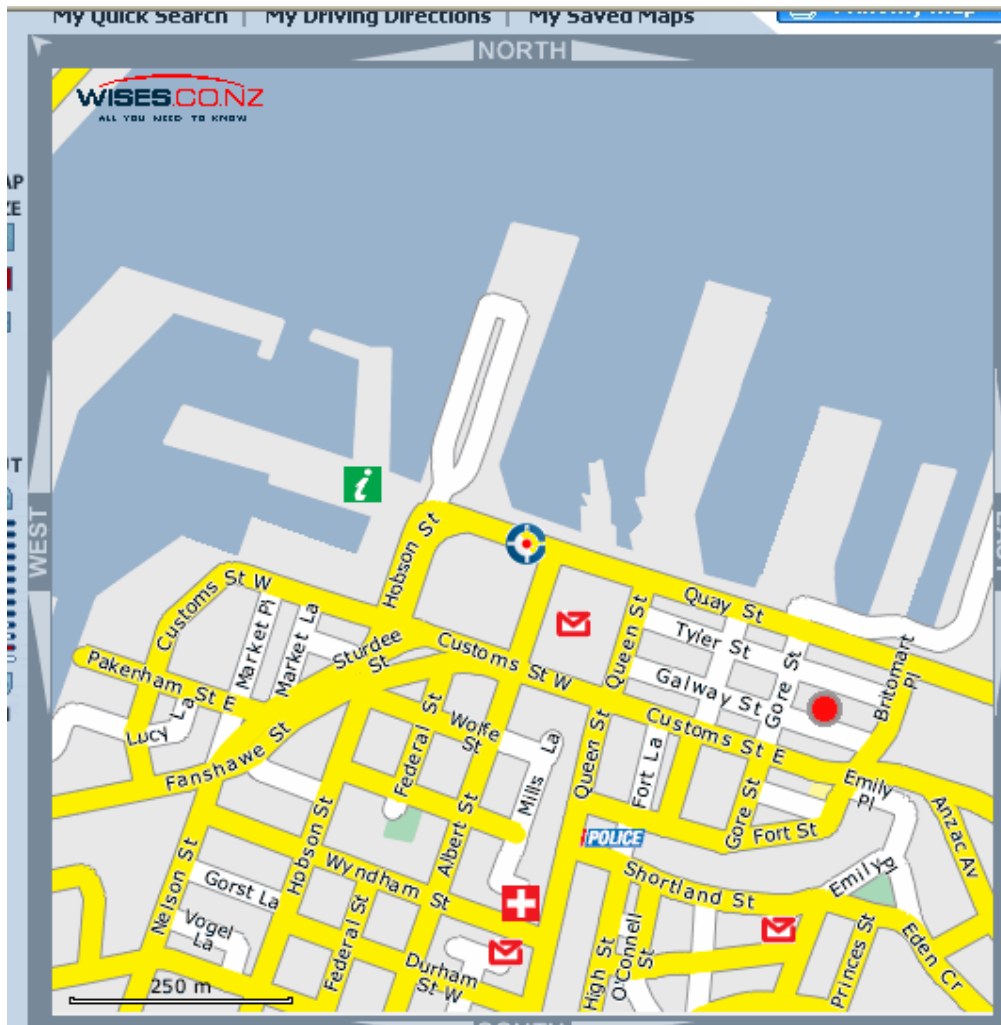 My Quick Search | My Driving Directions | My Saved Maps
NORTH
WISES.CO.NZ
ALL YOU NEED TO KNOW
WEST
i
Quay St
Hobson St
Customs St W
Market Pl
Market La
Sturdee St
Customs St W
Queen St
Tyler St
Galway St
Gore St
Britomart Pl
Pakenham St E
Lucy La
Fanshawe St
Federal St
Wolfe St
Mills La
Queen St
Fort La
Customs St E
Gore St
Emily Pl
Fort St
Anzac Av
Nelson St
Hobson St
Albert St
POLICE
Wyndham St
Shortland St
Emily Pl
Gorst La
Vogel La
Federal St
Durham St W
High St
O'Connell St
Princes St
Eden Cr
250 m